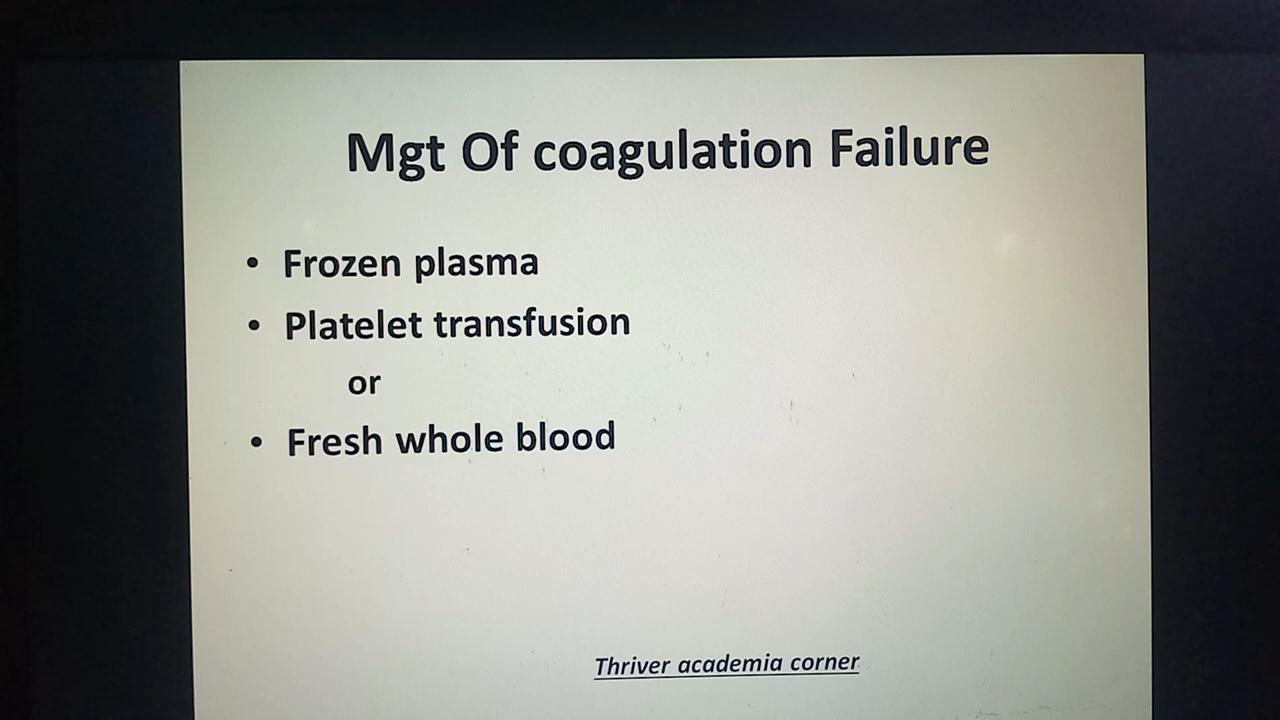 Mgt Of coagulation Failure
• Frozen plasma
• Platelet transfusion
or
• Fresh whole blood
Thriver academia corner